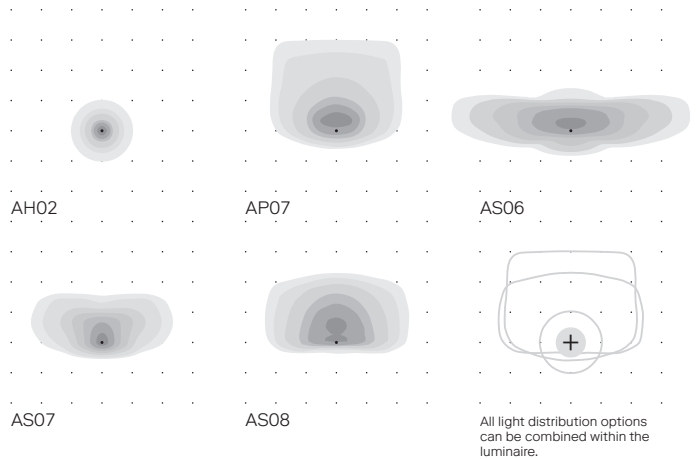 AH02
AP07
AS06
AS07
AS08
All light distribution options
can be combined within the
luminaire.